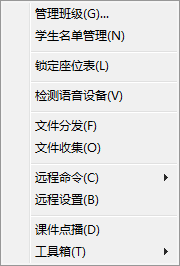 管理班级(G)...
学生名单管理(N)
锁定座位表(L)
检测语音设备(V)
文件分发(F)
文件收集(O)
远程命令(C)
远程设置(B)
课件点播(D)
工具箱(T)